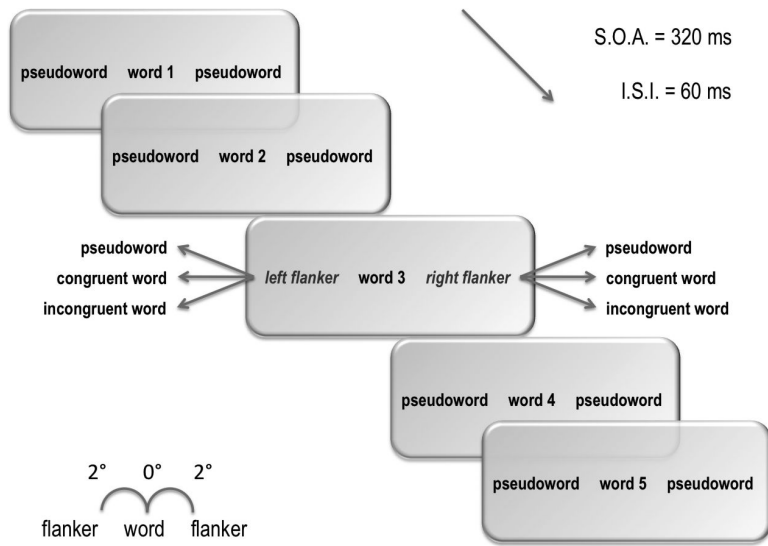 S.O.A. = 320 ms
I.S.I. = 60 ms
pseudoword word 1 pseudoword
pseudoword word 2 pseudoword
pseudoword
congruent word
incongruent word
left flanker word 3 right flanker
pseudoword
congruent word
incongruent word
pseudoword word 4 pseudoword
pseudoword word 5 pseudoword
2° 0° 2°
flanker word flanker